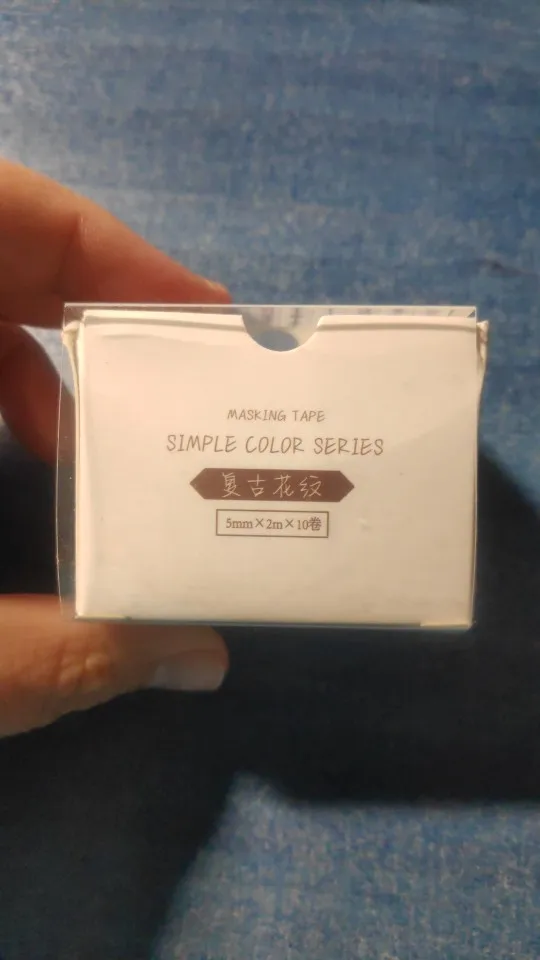 MASKING TAPE
SIMPLE COLOR SERIES
复古花纹
5mm×2m×10卷